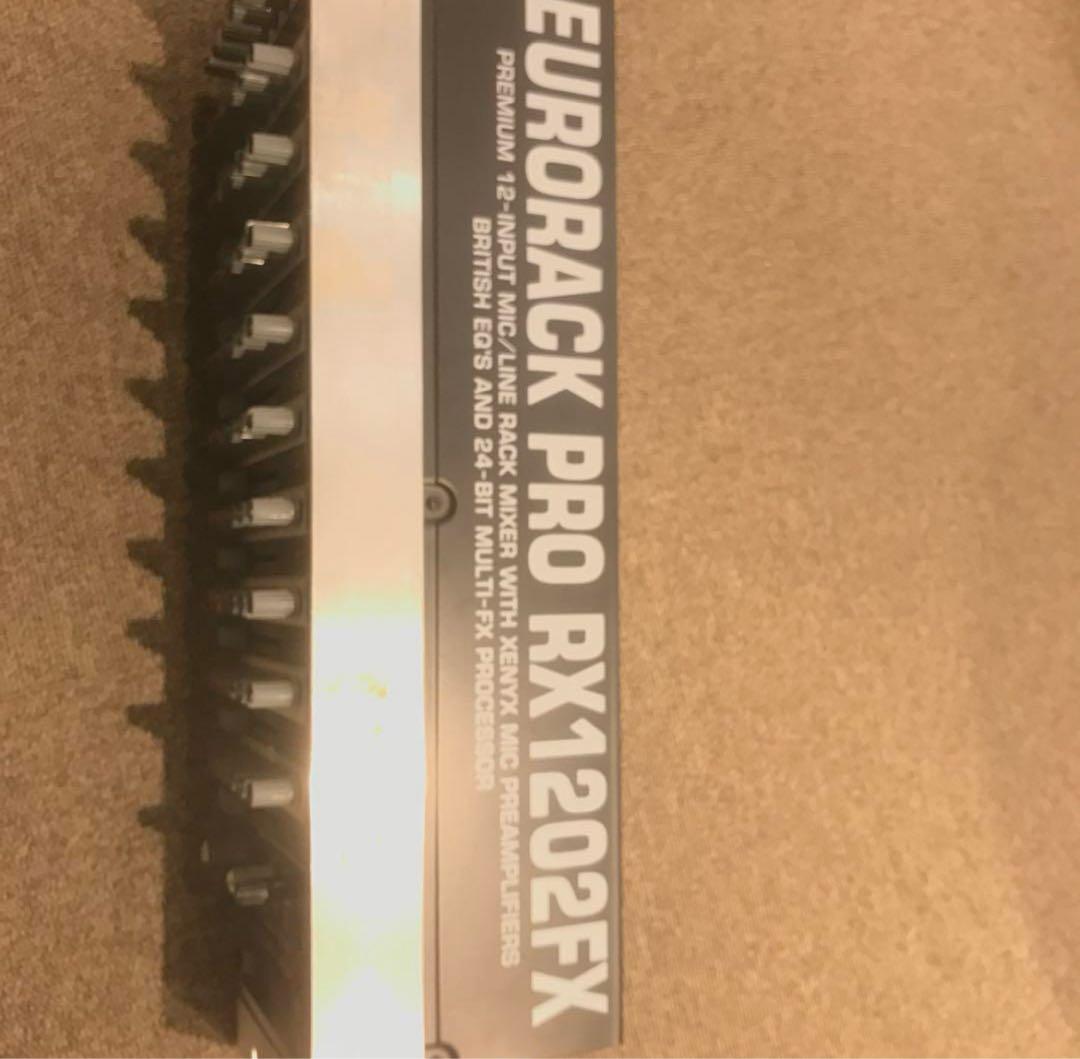 EURORACK PRO RX1202FX
PREMIUM 12-INPUT MIC/LINE RACK MIXER WITH XENYX MIC PREAMPLIFIERS
BRITISH EQ'S AND 24-BIT MULTI-FX PROCESSOR